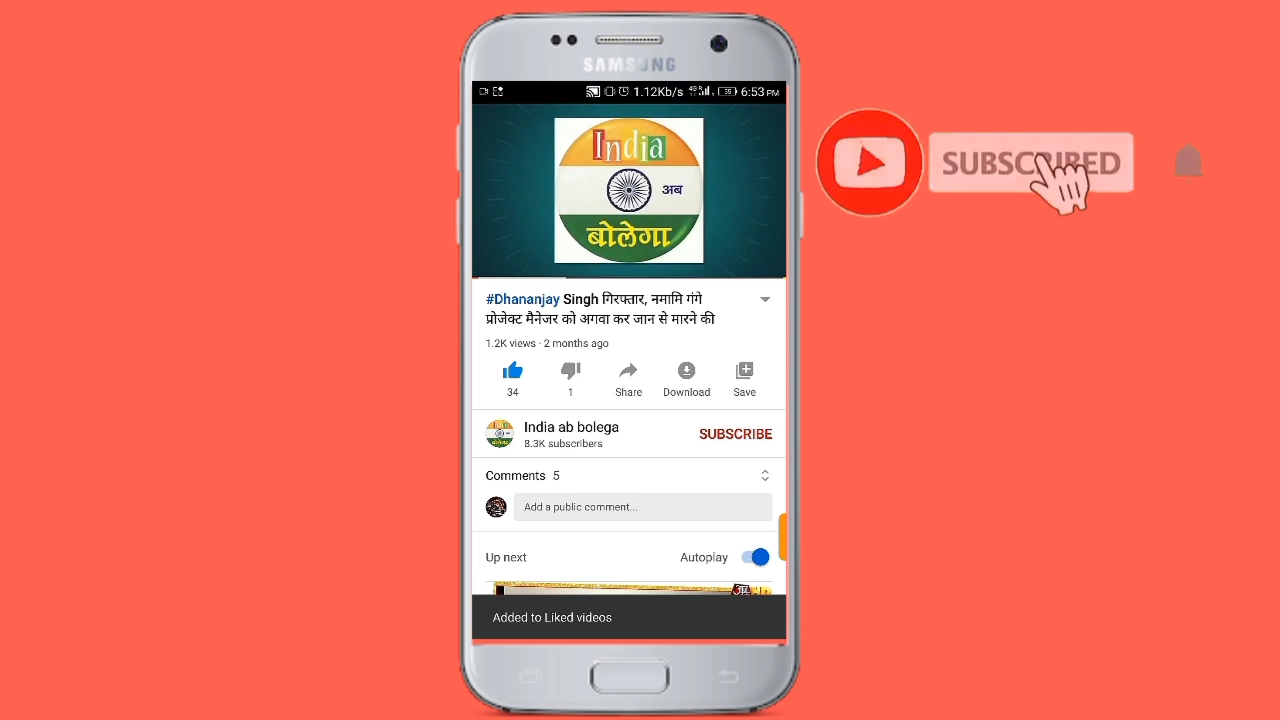 SAMSUNG
1.12Kb/s 4G R 35 6:53 PM
India
अब
बोलेगा
#Dhananjay Singh गिरफ्तार, नमामि गंगे
प्रोजेक्ट मैनेजर को अगवा कर जान से मारने की
1.2K views · 2 months ago
34
1
Share
Download
Save
India ab bolega
SUBSCRIBE
8.3K subscribers
Comments 5
Add a public comment...
Up next
Autoplay
Added to Liked videos
SUBSCRIBED